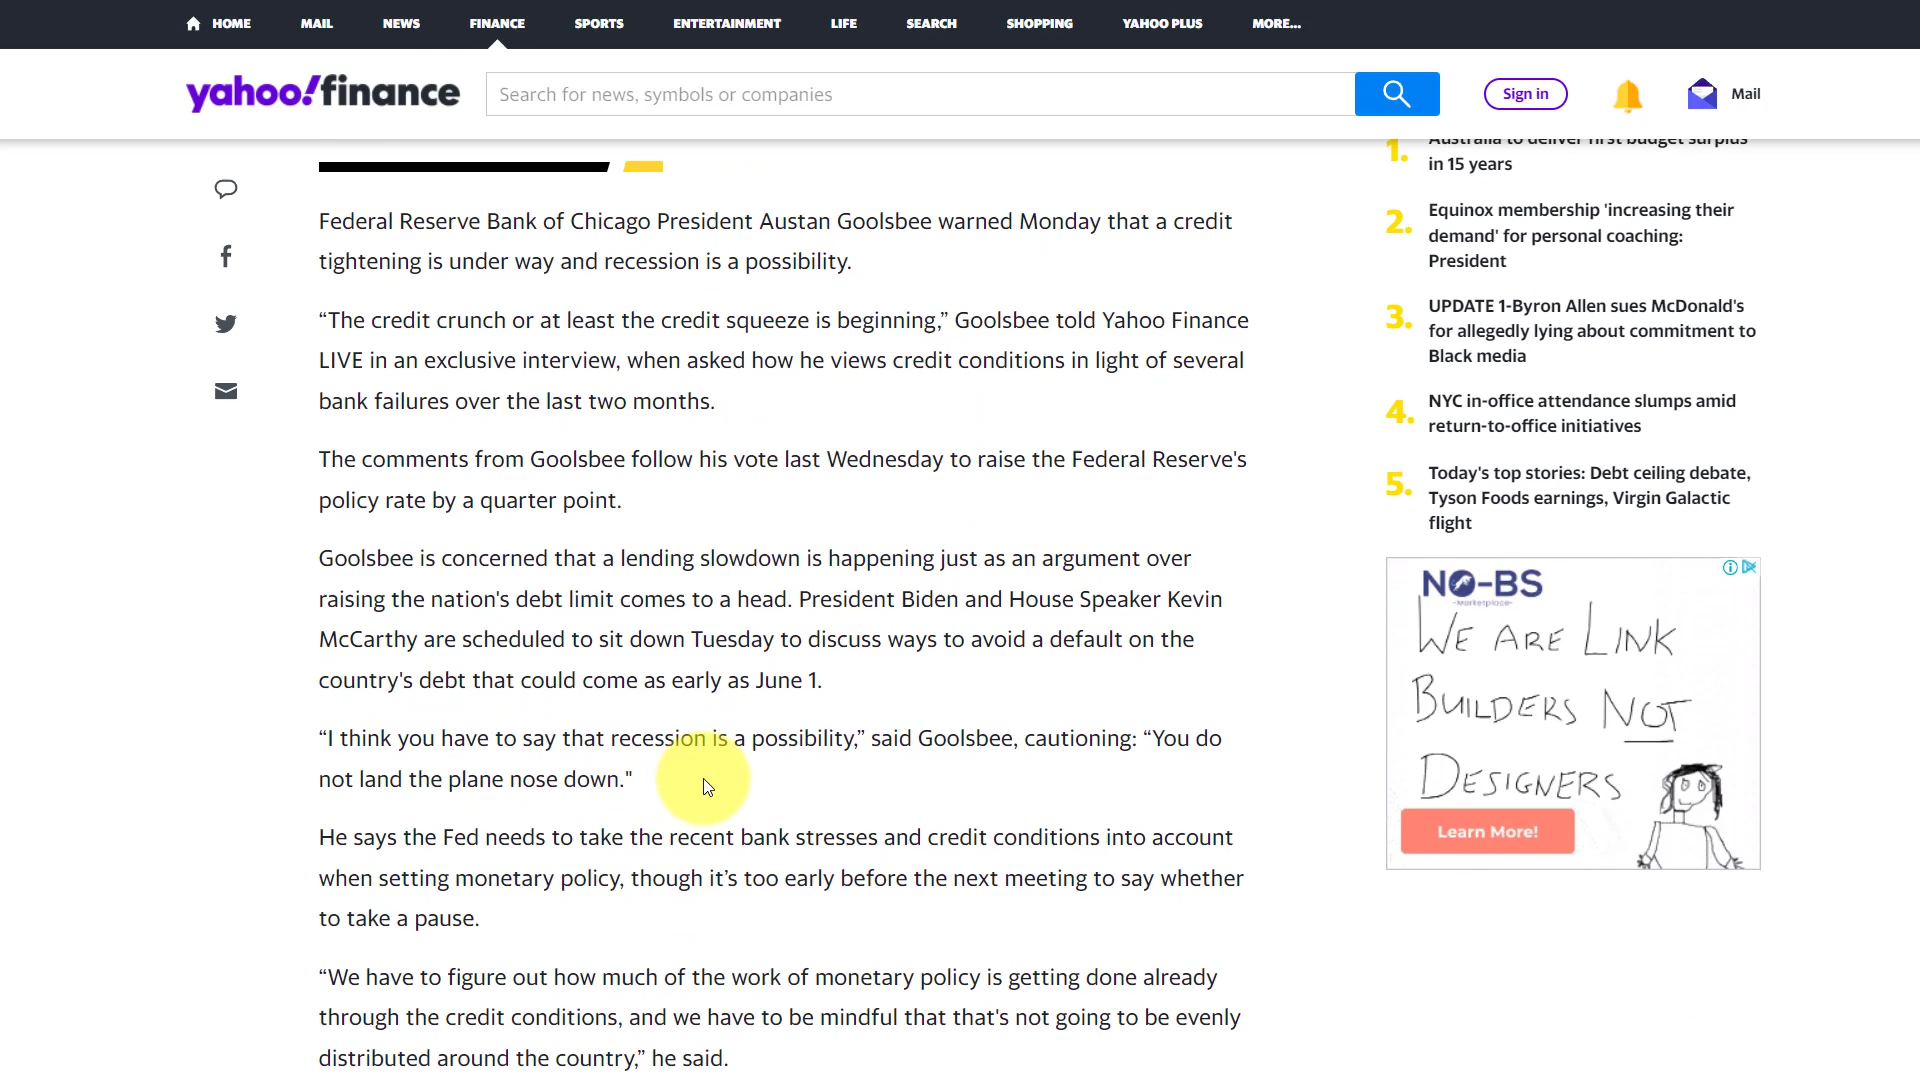 HOME MAIL NEWS FINANCE SPORTS ENTERTAINMENT LIFE SEARCH SHOPPING YAHOO PLUS MORE...
yahoo!finance
Search for news, symbols or companies
Sign in
Mail
Federal Reserve Bank of Chicago President Austan Goolsbee warned Monday that a credit
tightening is under way and recession is a possibility.
“The credit crunch or at least the credit squeeze is beginning,” Goolsbee told Yahoo Finance
LIVE in an exclusive interview, when asked how he views credit conditions in light of several
bank failures over the last two months.
The comments from Goolsbee follow his vote last Wednesday to raise the Federal Reserve's
policy rate by a quarter point.
Goolsbee is concerned that a lending slowdown is happening just as an argument over
raising the nation's debt limit comes to a head. President Biden and House Speaker Kevin
McCarthy are scheduled to sit down Tuesday to discuss ways to avoid a default on the
country's debt that could come as early as June 1.
“I think you have to say that recession is a possibility,” said Goolsbee, cautioning: “You do
not land the plane nose down."
He says the Fed needs to take the recent bank stresses and credit conditions into account
when setting monetary policy, though it’s too early before the next meeting to say whether
to take a pause.
“We have to figure out how much of the work of monetary policy is getting done already
through the credit conditions, and we have to be mindful that that's not going to be evenly
distributed around the country,” he said.
1. Australia to deliver first budget surplus
in 15 years
2. Equinox membership 'increasing their
demand' for personal coaching:
President
3. UPDATE 1-Byron Allen sues McDonald's
for allegedly lying about commitment to
Black media
4. NYC in-office attendance slumps amid
return-to-office initiatives
5. Today's top stories: Debt ceiling debate,
Tyson Foods earnings, Virgin Galactic
flight
NO-BS
-Marketplace-
WE ARE LINK
BUILDERS NOT
DESIGNERS
Learn More!